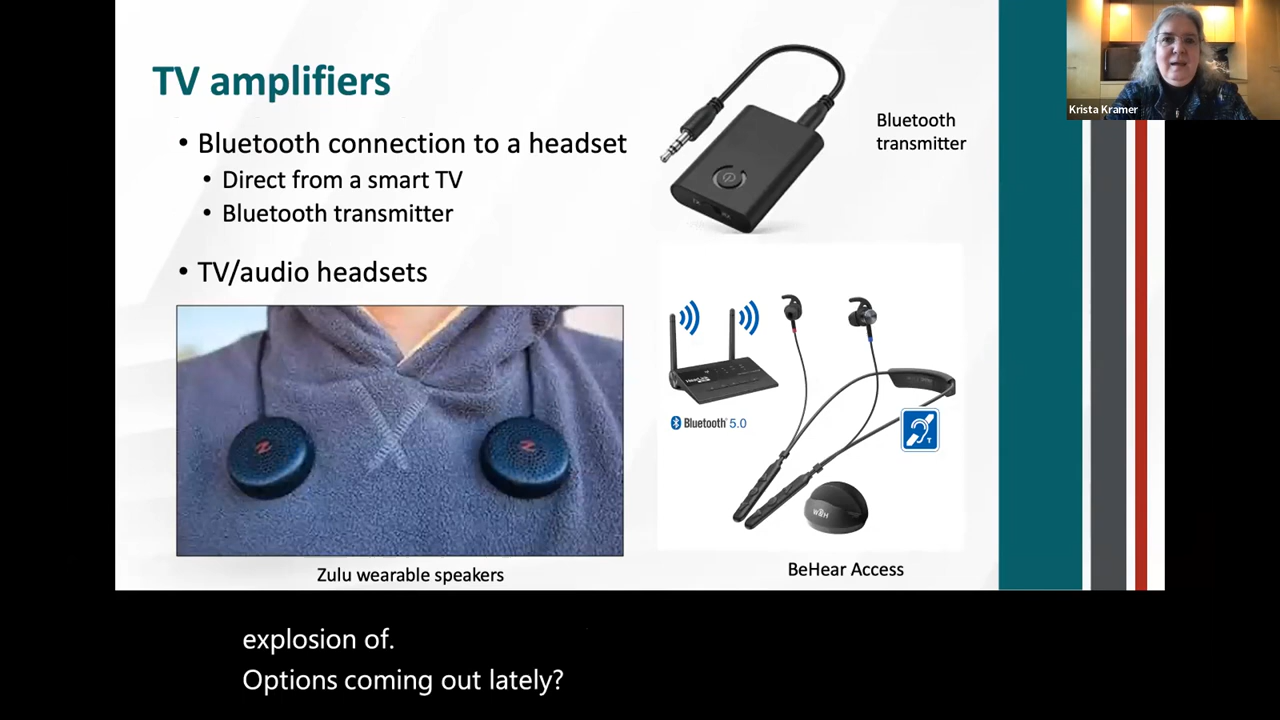 TV amplifiers
• Bluetooth connection to a headset
• Direct from a smart TV
• Bluetooth transmitter
• TV/audio headsets
Zulu wearable speakers
Bluetooth
transmitter
Bluetooth 5.0
T
W&H
BeHear Access
Krista Kramer
explosion of.
Options coming out lately?